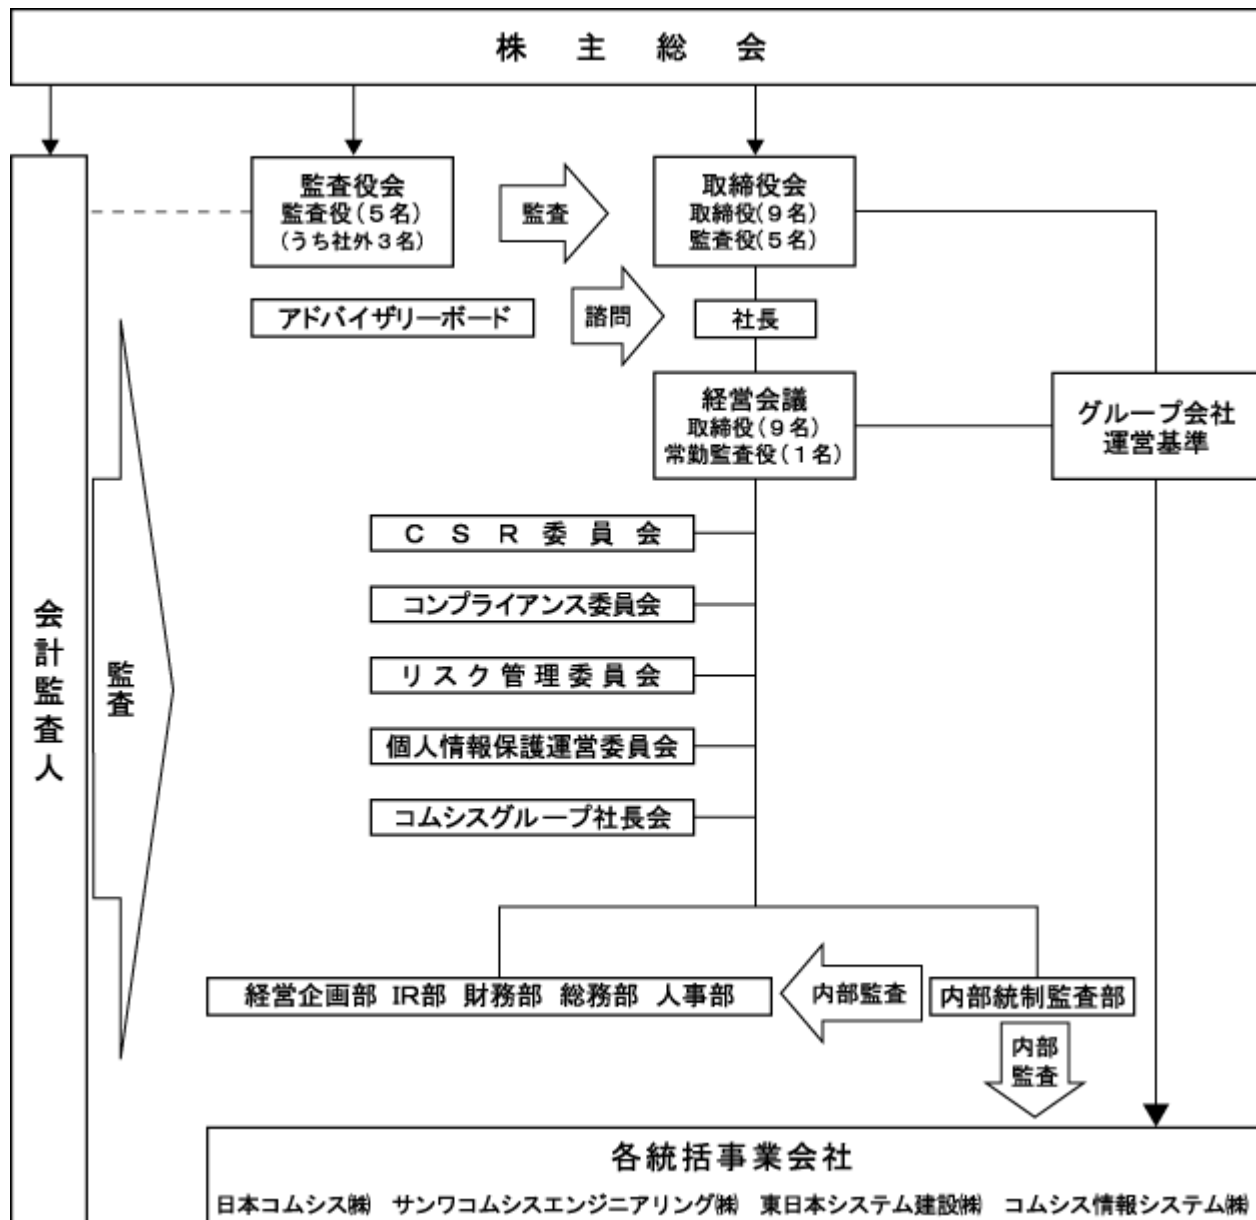 株主総会
監査役会
監査役(5名)
(うち社外3名)
監査
取締役会
取締役(9名)
監査役(5名)
アドバイザリーボード
諮問
社長
経営会議
取締役(9名)
常勤監査役(1名)
グループ会社
運営基準
CSR委員会
コンプライアンス委員会
リスク管理委員会
個人情報保護運営委員会
コムシスグループ社長会
会計監査人
監査
経営企画部 IR部 財務部 総務部 人事部
内部監査
内部統制監査部
内部
監査
各統括事業会社
日本コムシス㈱ サンワコムシスエンジニアリング㈱ 東日本システム建設㈱ コムシス情報システム㈱